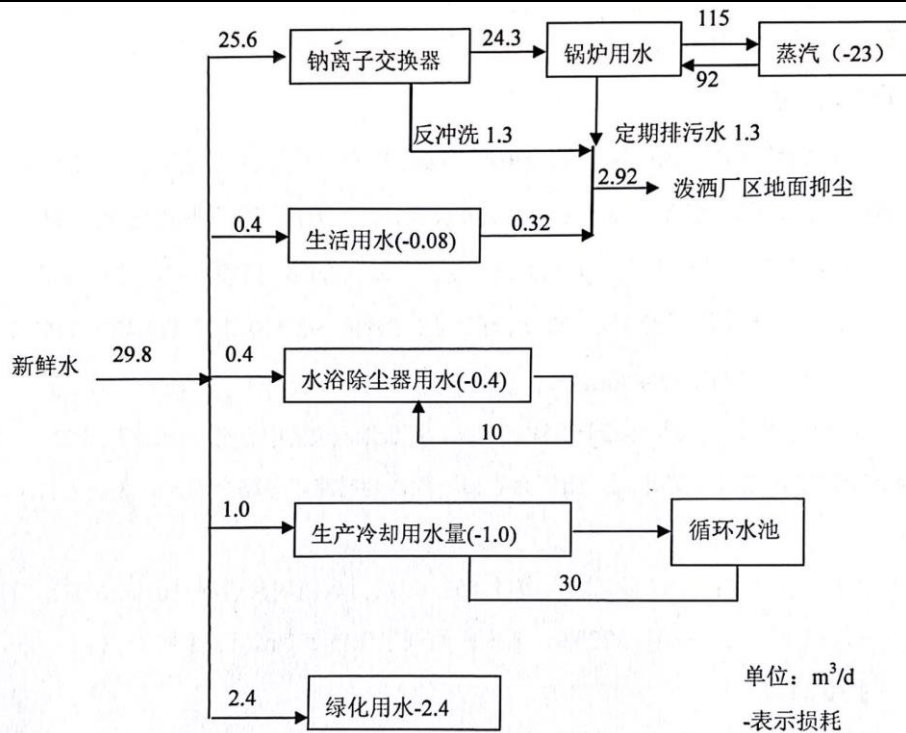 115
25.6
钠离子交换器
24.3
锅炉用水
蒸汽（-23）
92
反冲洗 1.3
定期排污水 1.3
2.92
泼洒厂区地面抑尘
0.4
生活用水(-0.08)
0.32
新鲜水
29.8
0.4
水浴除尘器用水(-0.4)
10
1.0
生产冷却用水量(-1.0)
循环水池
30
2.4
绿化用水-2.4
单位：m³/d
-表示损耗